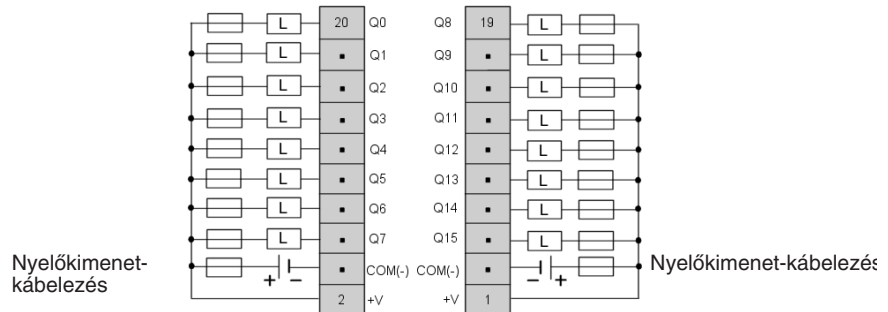 L 20 Q0 Q8 19 L
L Q1 Q9 L
L Q2 Q10 L
L Q3 Q11 L
L Q4 Q12 L
L Q5 Q13 L
L Q6 Q14 L
L Q7 Q15 L
Nyelőkimenet-
kábelezés
+ − COM(-) COM(-) − +
Nyelőkimenet-kábelezés
2 +V +V 1